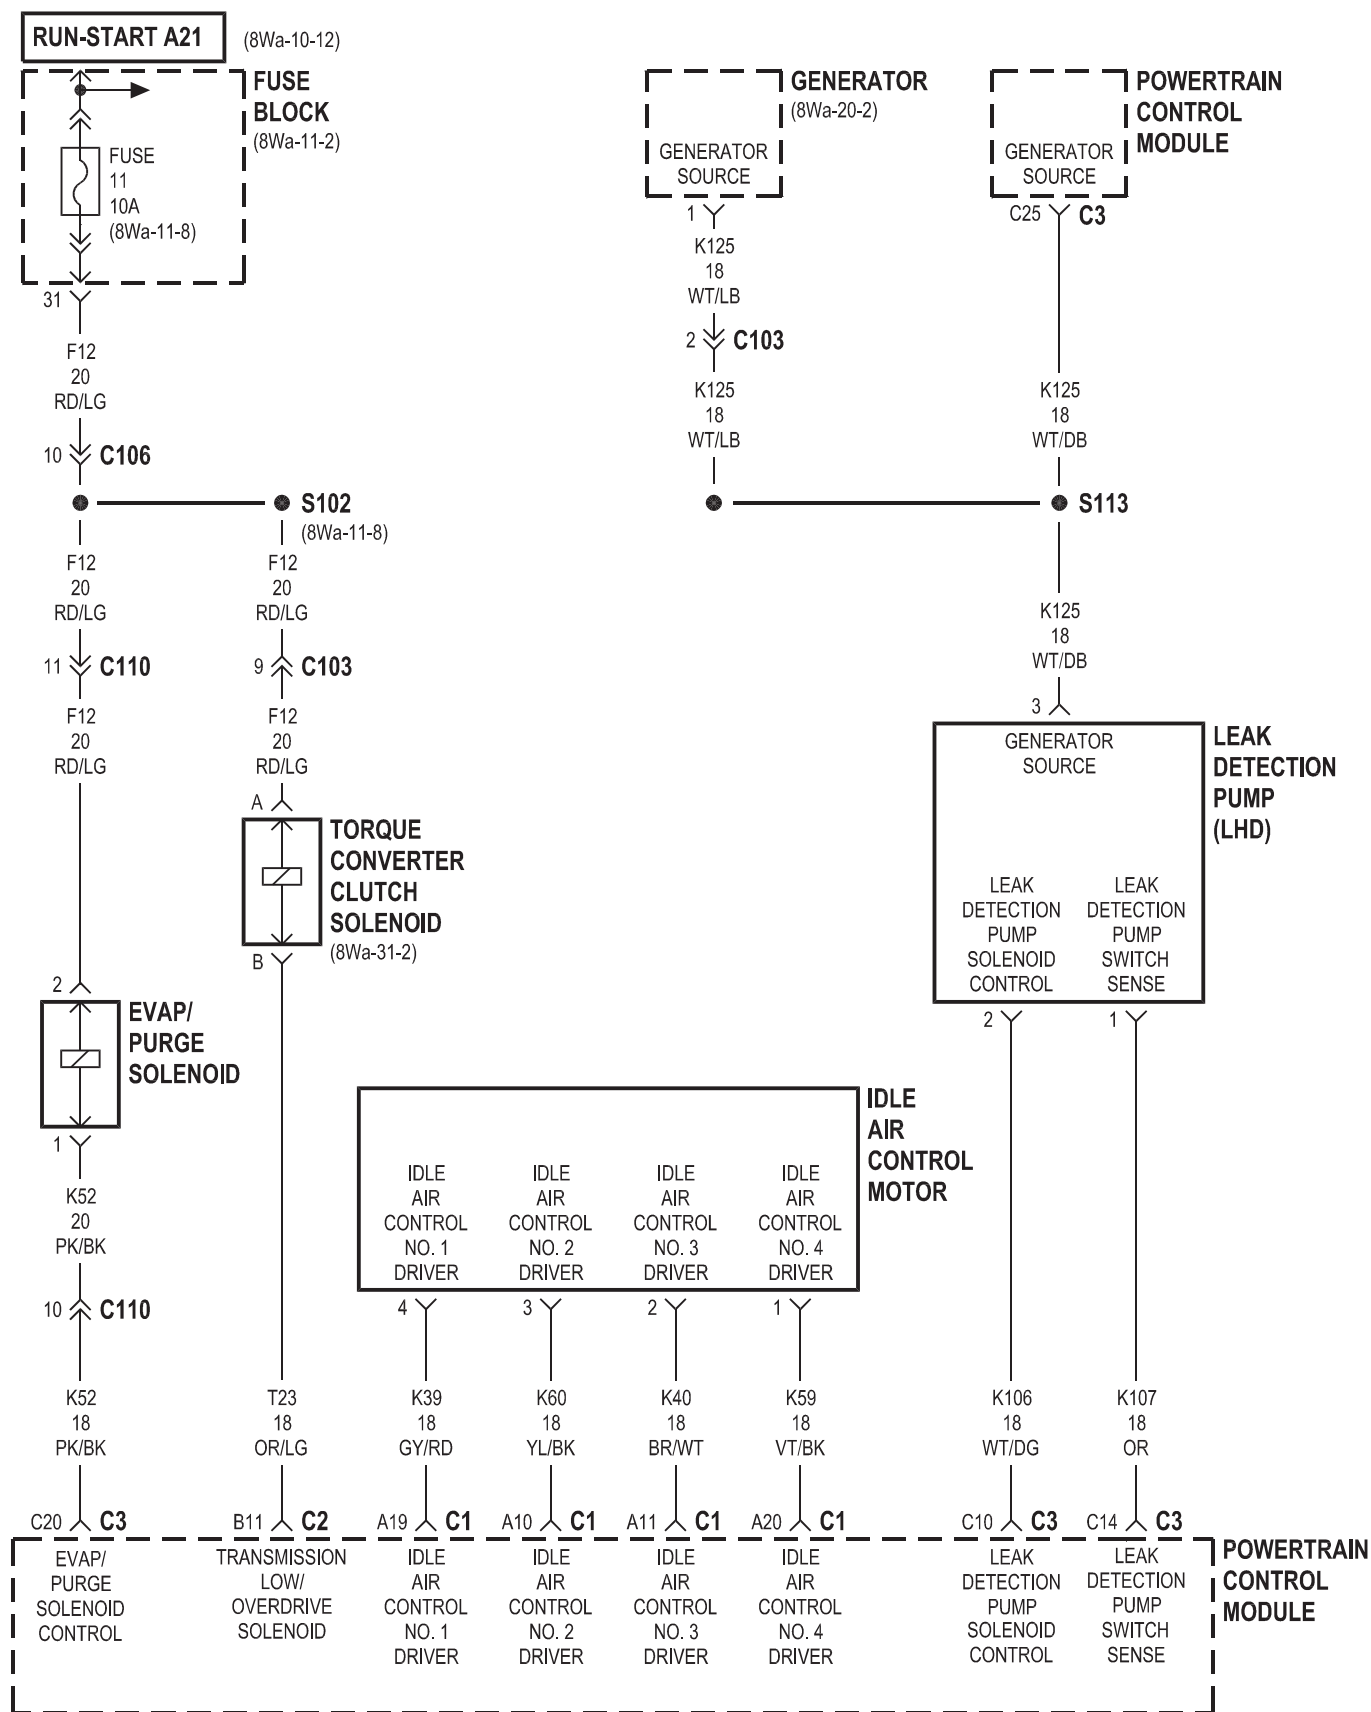 RUN-START A21
(8Wa-10-12)
FUSE
BLOCK
(8Wa-11-2)
FUSE
11
10A
(8Wa-11-8)
31
F12
20
RD/LG
10
C106
S102
(8Wa-11-8)
F12
20
RD/LG
11
C110
F12
20
RD/LG
F12
20
RD/LG
9
C103
F12
20
RD/LG
A
TORQUE
CONVERTER
CLUTCH
SOLENOID
(8Wa-31-2)
B
2
EVAP/
PURGE
SOLENOID
1
K52
20
PK/BK
10
C110
K52
18
PK/BK
C20
C3
T23
18
OR/LG
B11
C2
GENERATOR
(8Wa-20-2)
GENERATOR
SOURCE
1
K125
18
WT/LB
2
C103
K125
18
WT/LB
POWERTRAIN
CONTROL
MODULE
GENERATOR
SOURCE
C25
C3
K125
18
WT/DB
S113
K125
18
WT/DB
3
GENERATOR
SOURCE
LEAK
DETECTION
PUMP
(LHD)
LEAK
DETECTION
PUMP
SOLENOID
CONTROL
LEAK
DETECTION
PUMP
SWITCH
SENSE
2
1
IDLE
AIR
CONTROL
MOTOR
IDLE
AIR
CONTROL
NO. 1
DRIVER
IDLE
AIR
CONTROL
NO. 2
DRIVER
IDLE
AIR
CONTROL
NO. 3
DRIVER
IDLE
AIR
CONTROL
NO. 4
DRIVER
4
3
2
1
K39
18
GY/RD
K60
18
YL/BK
K40
18
BR/WT
K59
18
VT/BK
K106
18
WT/DG
K107
18
OR
A19
C1
A10
C1
A11
C1
A20
C1
C10
C3
C14
C3
POWERTRAIN
CONTROL
MODULE
EVAP/
PURGE
SOLENOID
CONTROL
TRANSMISSION
LOW/
OVERDRIVE
SOLENOID
IDLE
AIR
CONTROL
NO. 1
DRIVER
IDLE
AIR
CONTROL
NO. 2
DRIVER
IDLE
AIR
CONTROL
NO. 3
DRIVER
IDLE
AIR
CONTROL
NO. 4
DRIVER
LEAK
DETECTION
PUMP
SOLENOID
CONTROL
LEAK
DETECTION
PUMP
SWITCH
SENSE